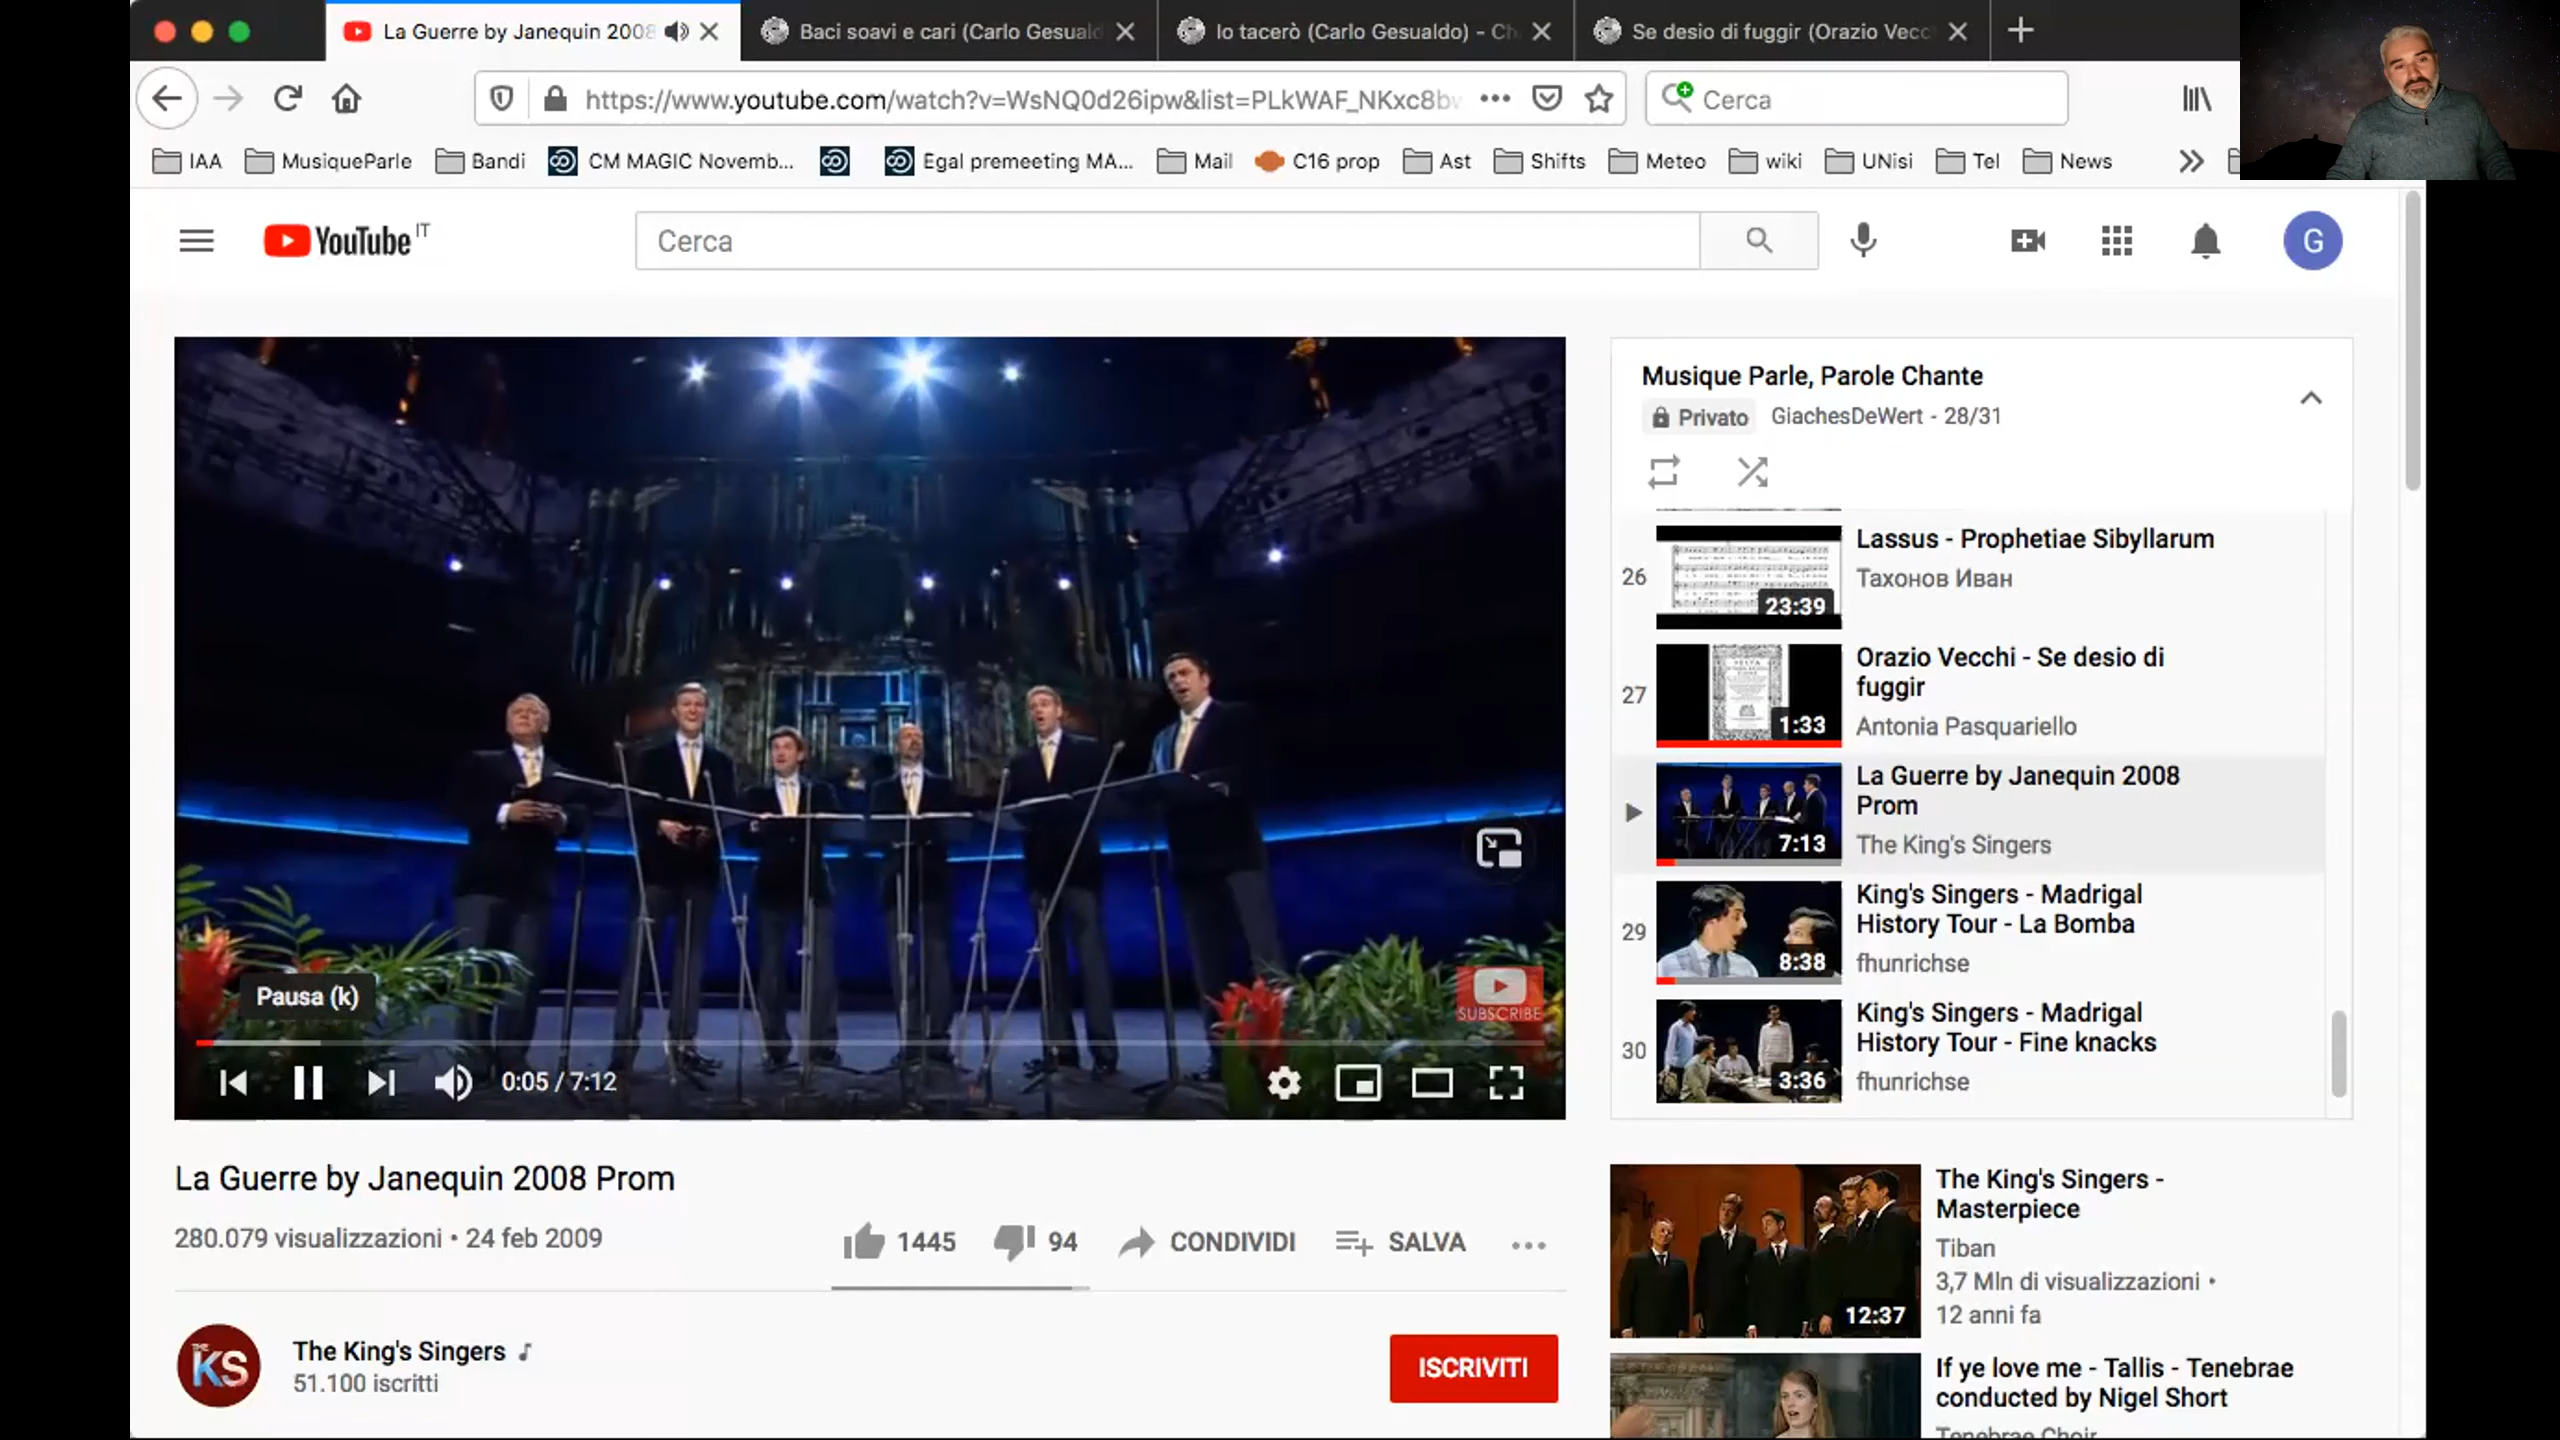 La Guerre by Janequin 2008
Baci soavi e cari (Carlo Gesuald
Io tacerò (Carlo Gesualdo) - Ch
Se desio di fuggir (Orazio Vecc
https://www.youtube.com/watch?v=WsNQ0d26ipw&list=PLkWAF_NKxc8bv
Cerca
IAA
MusiqueParle
Bandi
CM MAGIC Novemb...
Egal premeeting MA...
Mail
C16 prop
Ast
Shifts
Meteo
wiki
UNisi
Tel
News
YouTube IT
Cerca
G
Pausa (k)
SUBSCRIBE
0:05 / 7:12
Musique Parle, Parole Chante
Privato GiachesDeWert - 28/31
26
23:39
Lassus - Prophetiae Sibyllarum
Тахонов Иван
27
1:33
Orazio Vecchi - Se desio di
fuggir
Antonia Pasquariello
7:13
La Guerre by Janequin 2008
Prom
The King's Singers
29
8:38
King's Singers - Madrigal
History Tour - La Bomba
fhunrichse
30
3:36
King's Singers - Madrigal
History Tour - Fine knacks
fhunrichse
La Guerre by Janequin 2008 Prom
280.079 visualizzazioni • 24 feb 2009
1445
94
CONDIVIDI
SALVA
THE KS
The King's Singers
51.100 iscritti
ISCRIVITI
12:37
The King's Singers -
Masterpiece
Tiban
3,7 Mln di visualizzazioni •
12 anni fa
If ye love me - Tallis - Tenebrae
conducted by Nigel Short
Tenebrae Choir